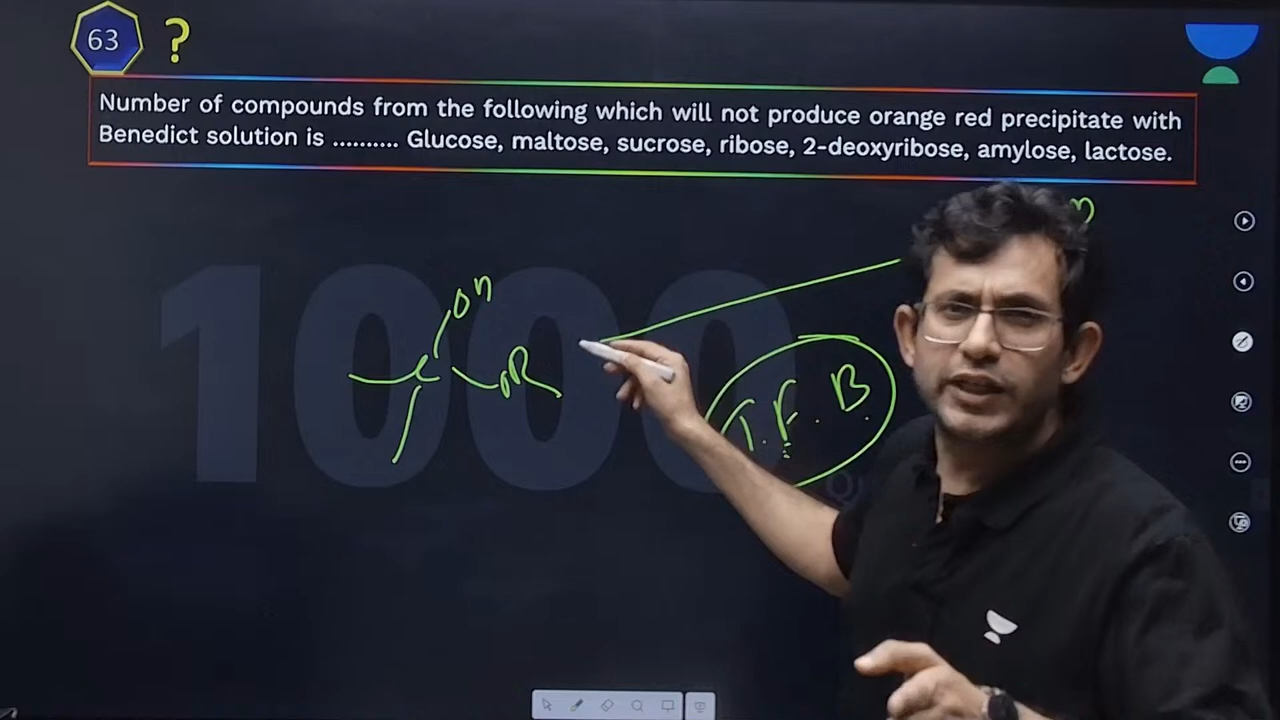 63 ?
Number of compounds from the following which will not produce orange red precipitate with
Benedict solution is .......... Glucose, maltose, sucrose, ribose, 2-deoxyribose, amylose, lactose.
1000
OH
C
OR
T.F.B